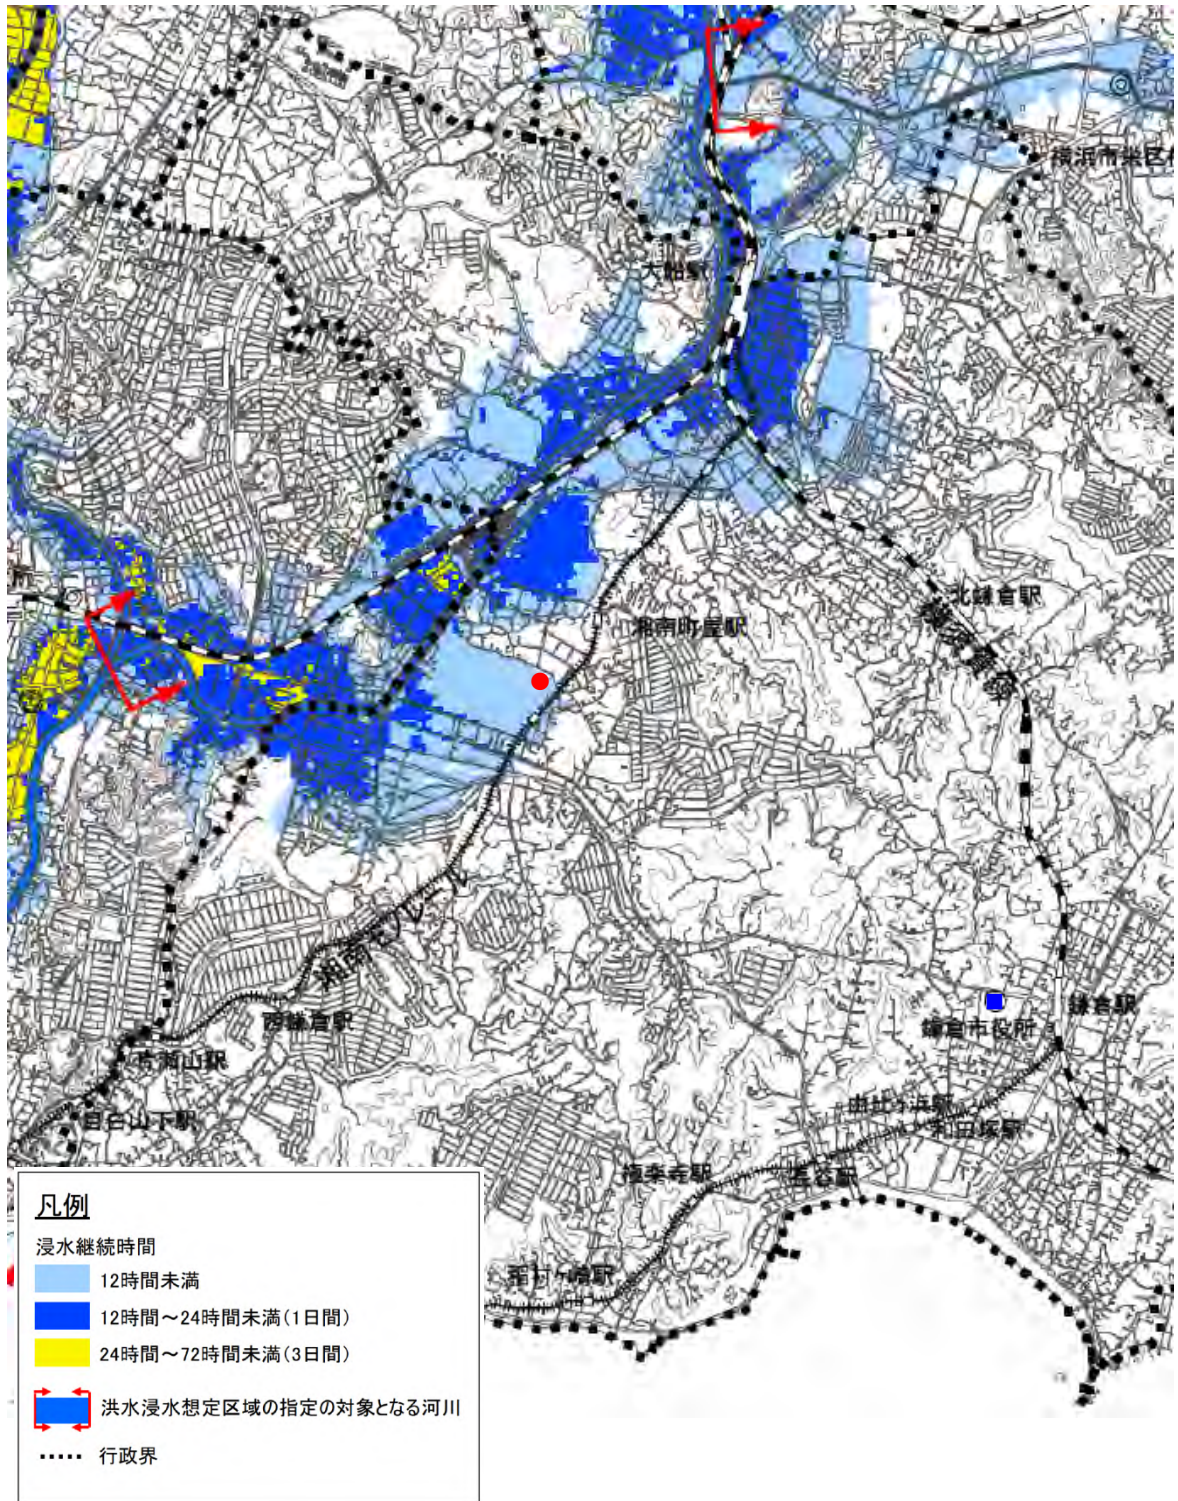 横浜市栄区
大船駅
北鎌倉駅
湘南町屋駅
横須賀線
湘南モノレール
鎌倉駅
鎌倉市役所
西鎌倉駅
片瀬山駅
目白山下駅
由比ヶ浜駅
和田塚駅
極楽寺駅
長谷駅
稲村ヶ崎駅
凡例
浸水継続時間
12時間未満
12時間～24時間未満(1日間)
24時間～72時間未満(3日間)
洪水浸水想定区域の指定の対象となる河川
行政界